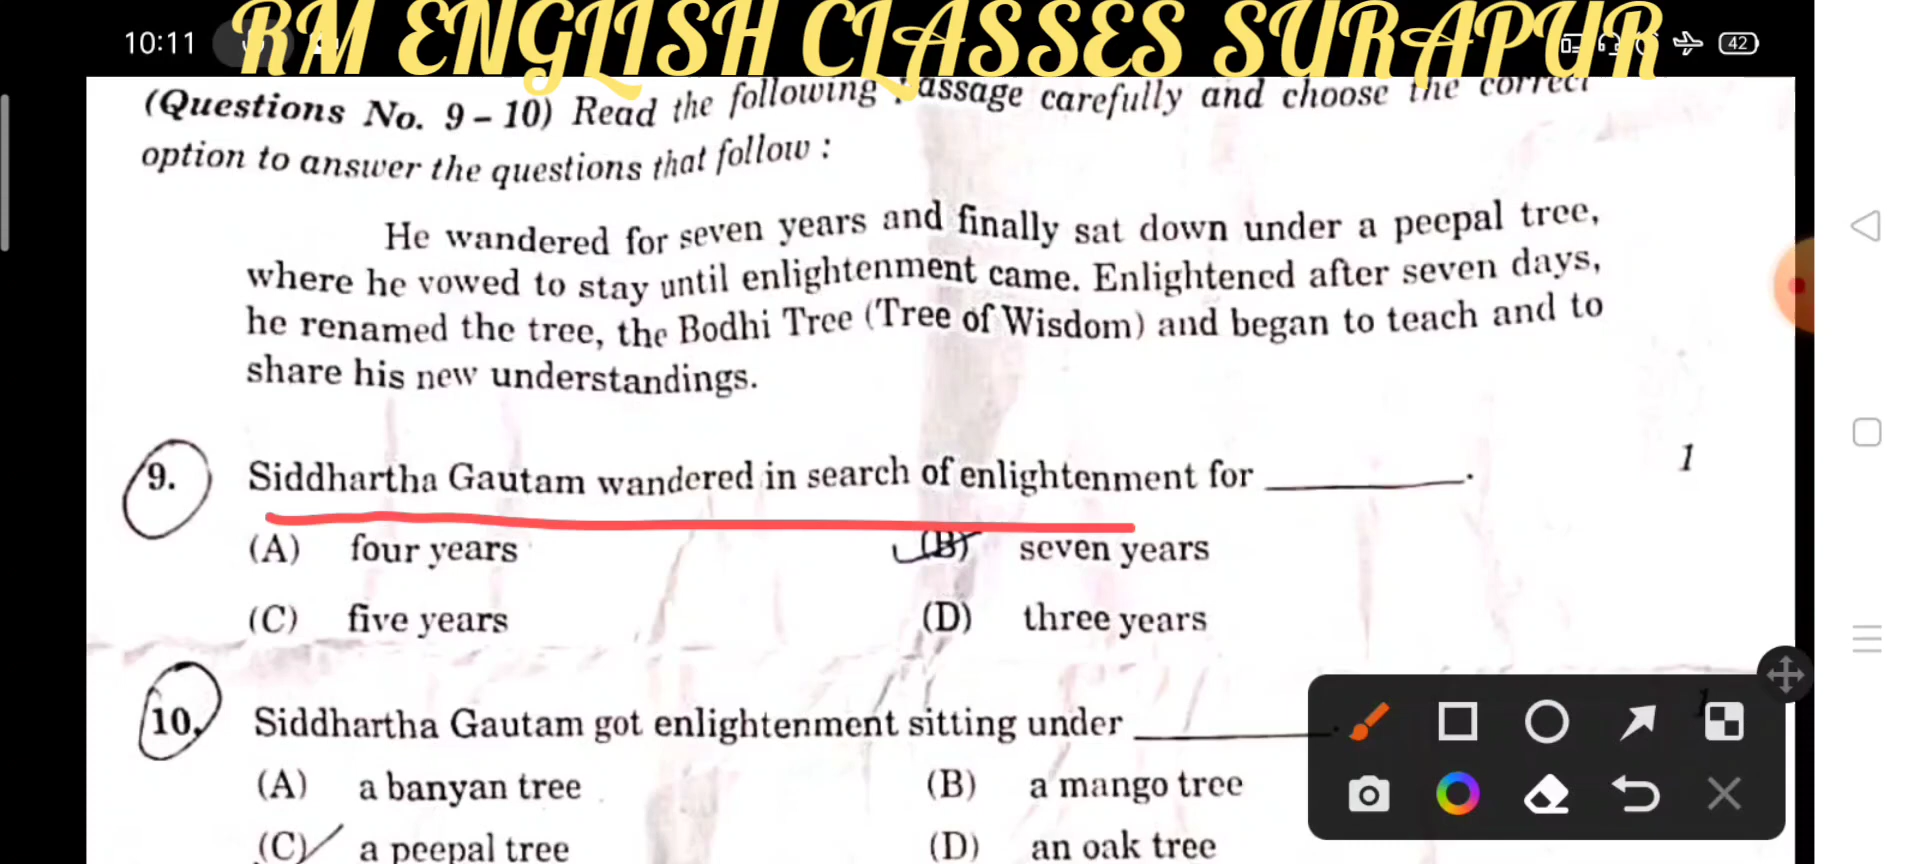 RM ENGLISH CLASSES SURAPUR
10:11
42
(Questions No. 9 – 10) Read the following passage carefully and choose the correct
option to answer the questions that follow :
He wandered for seven years and finally sat down under a peepal tree,
where he vowed to stay until enlightenment came. Enlightened after seven days,
he renamed the tree, the Bodhi Tree (Tree of Wisdom) and began to teach and to
share his new understandings.
9. Siddhartha Gautam wandered in search of enlightenment for ________. 1
(A) four years (B) seven years
(C) five years (D) three years
10. Siddhartha Gautam got enlightenment sitting under ________. 1
(A) a banyan tree (B) a mango tree
(C) a peepal tree (D) an oak tree